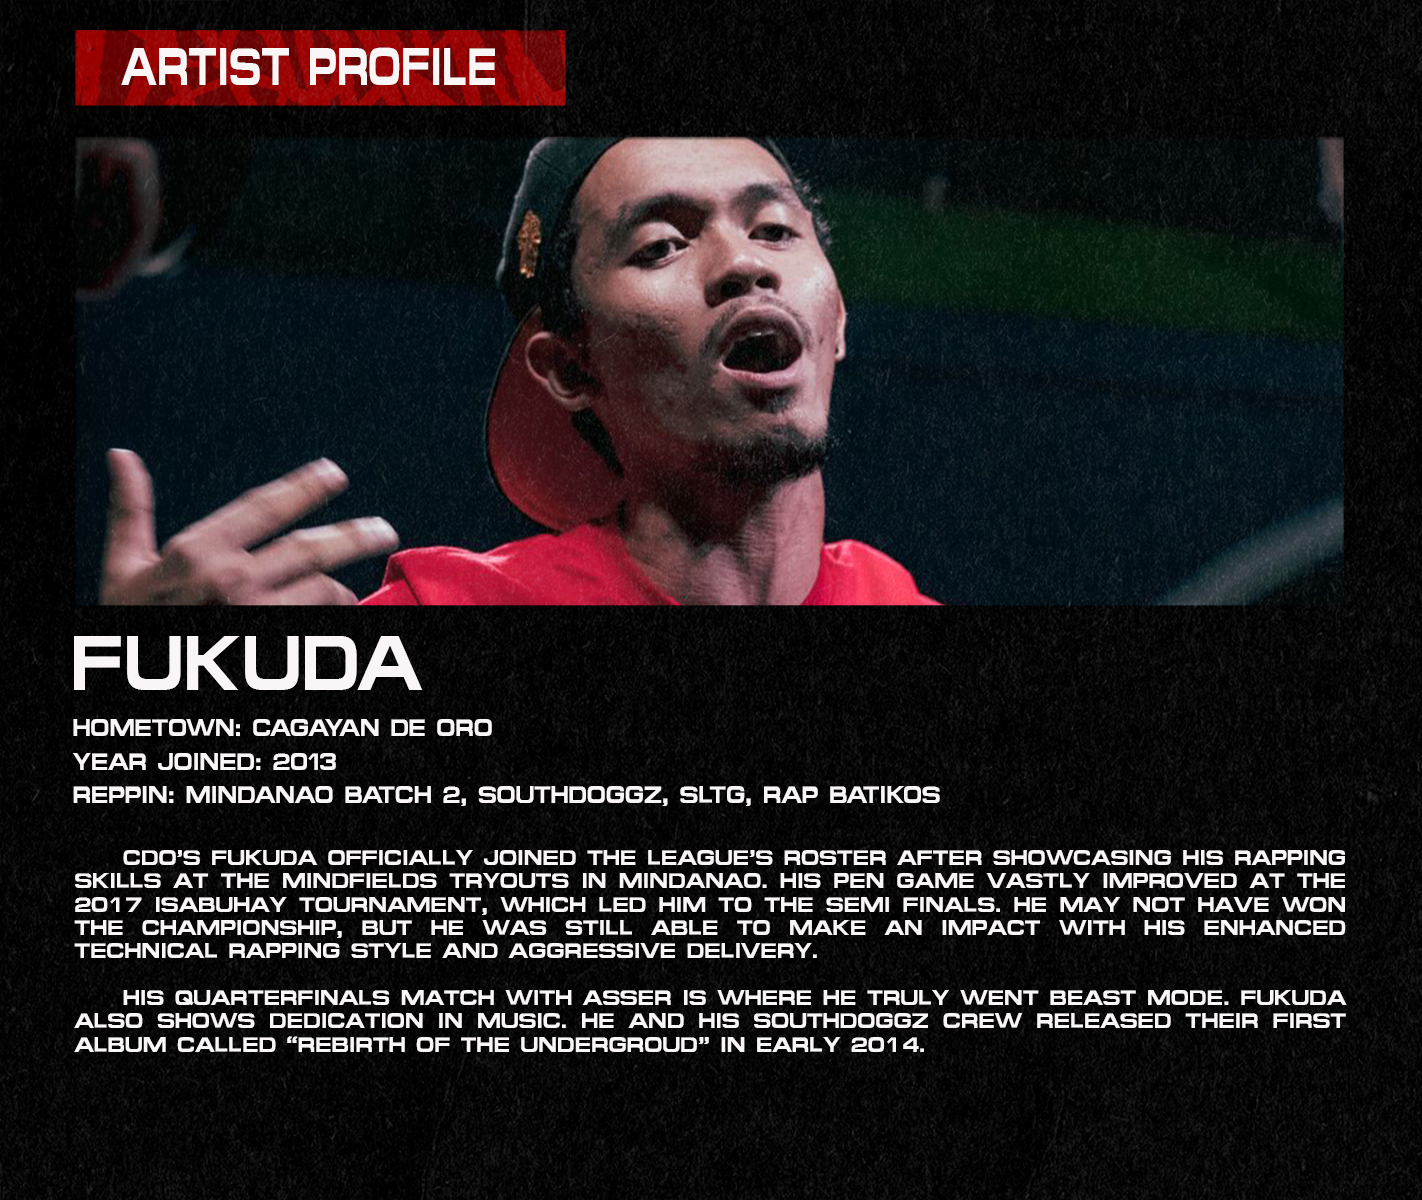 ARTIST PROFILE
FUKUDA
HOMETOWN: CAGAYAN DE ORO
YEAR JOINED: 2013
REPPIN: MINDANAO BATCH 2, SOUTHDOGGZ, SLTG, RAP BATIKOS
CDO'S FUKUDA OFFICIALLY JOINED THE LEAGUE'S ROSTER AFTER SHOWCASING HIS RAPPING
SKILLS AT THE MINDFIELDS TRYOUTS IN MINDANAO. HIS PEN GAME VASTLY IMPROVED AT THE
2017 ISABUHAY TOURNAMENT, WHICH LED HIM TO THE SEMI FINALS. HE MAY NOT HAVE WON
THE CHAMPIONSHIP, BUT HE WAS STILL ABLE TO MAKE AN IMPACT WITH HIS ENHANCED
TECHNICAL RAPPING STYLE AND AGGRESSIVE DELIVERY.
HIS QUARTERFINALS MATCH WITH ASSER IS WHERE HE TRULY WENT BEAST MODE. FUKUDA
ALSO SHOWS DEDICATION IN MUSIC. HE AND HIS SOUTHDOGGZ CREW RELEASED THEIR FIRST
ALBUM CALLED “REBIRTH OF THE UNDERGROUD” IN EARLY 2014.